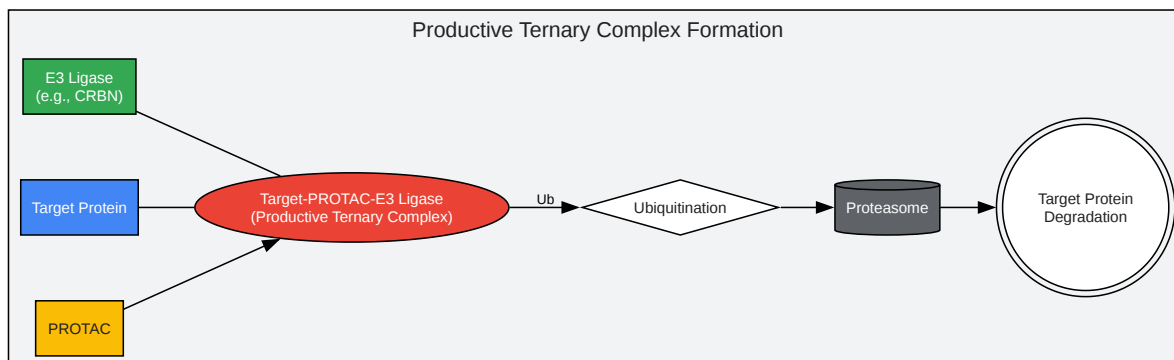 Productive Ternary Complex Formation
E3 Ligase
(e.g., CRBN)
Target Protein
PROTAC
Target-PROTAC-E3 Ligase
(Productive Ternary Complex)
Ub
Ubiquitination
Proteasome
Target Protein
Degradation